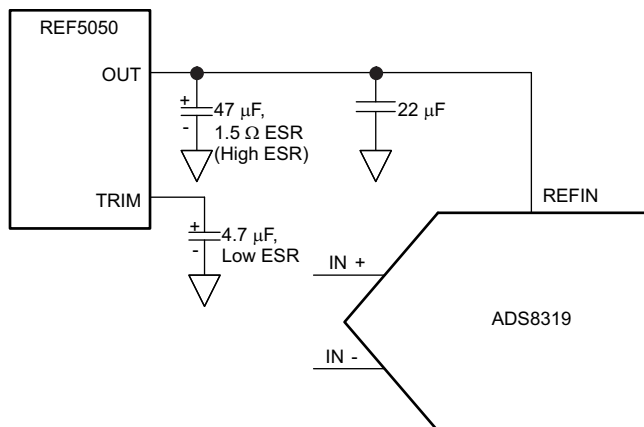 REF5050
OUT
+
-
47 μF,
1.5 Ω ESR
(High ESR)
22 μF
TRIM
+
-
4.7 μF,
Low ESR
REFIN
IN +
ADS8319
IN -